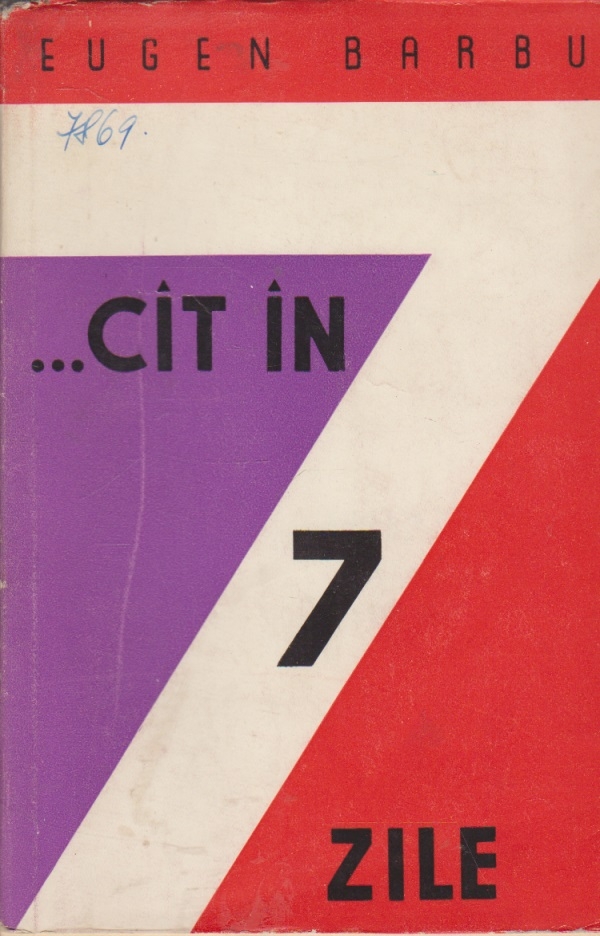 EUGEN BARBU
7869.
...CÎT ÎN
7
ZILE